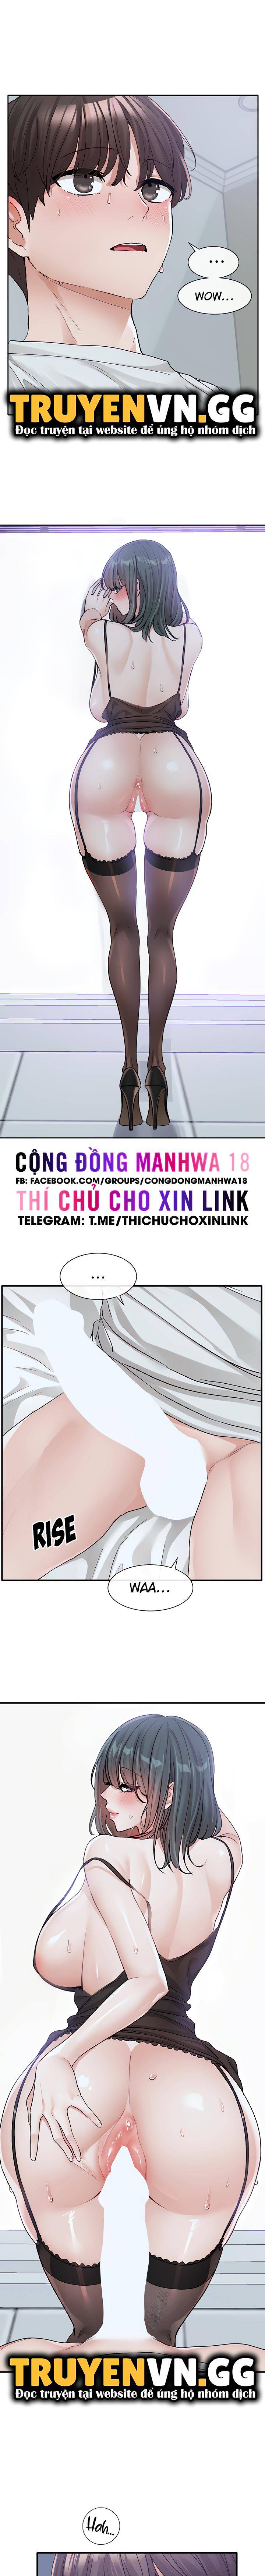 ...
WOW...
TRUYENVN.GG
Đọc truyện tại website để ủng hộ nhóm dịch
CỘNG ĐỒNG MANHWA 18
FB: FACEBOOK.COM/GROUPS/CONGDONGMANHWA18
THÍ CHỦ CHO XIN LINK
TELEGRAM: T.ME/THICHUCHOXINLINK
...
RISE
WAA...
TRUYENVN.GG
Đọc truyện tại website để ủng hộ nhóm dịch
Hah...